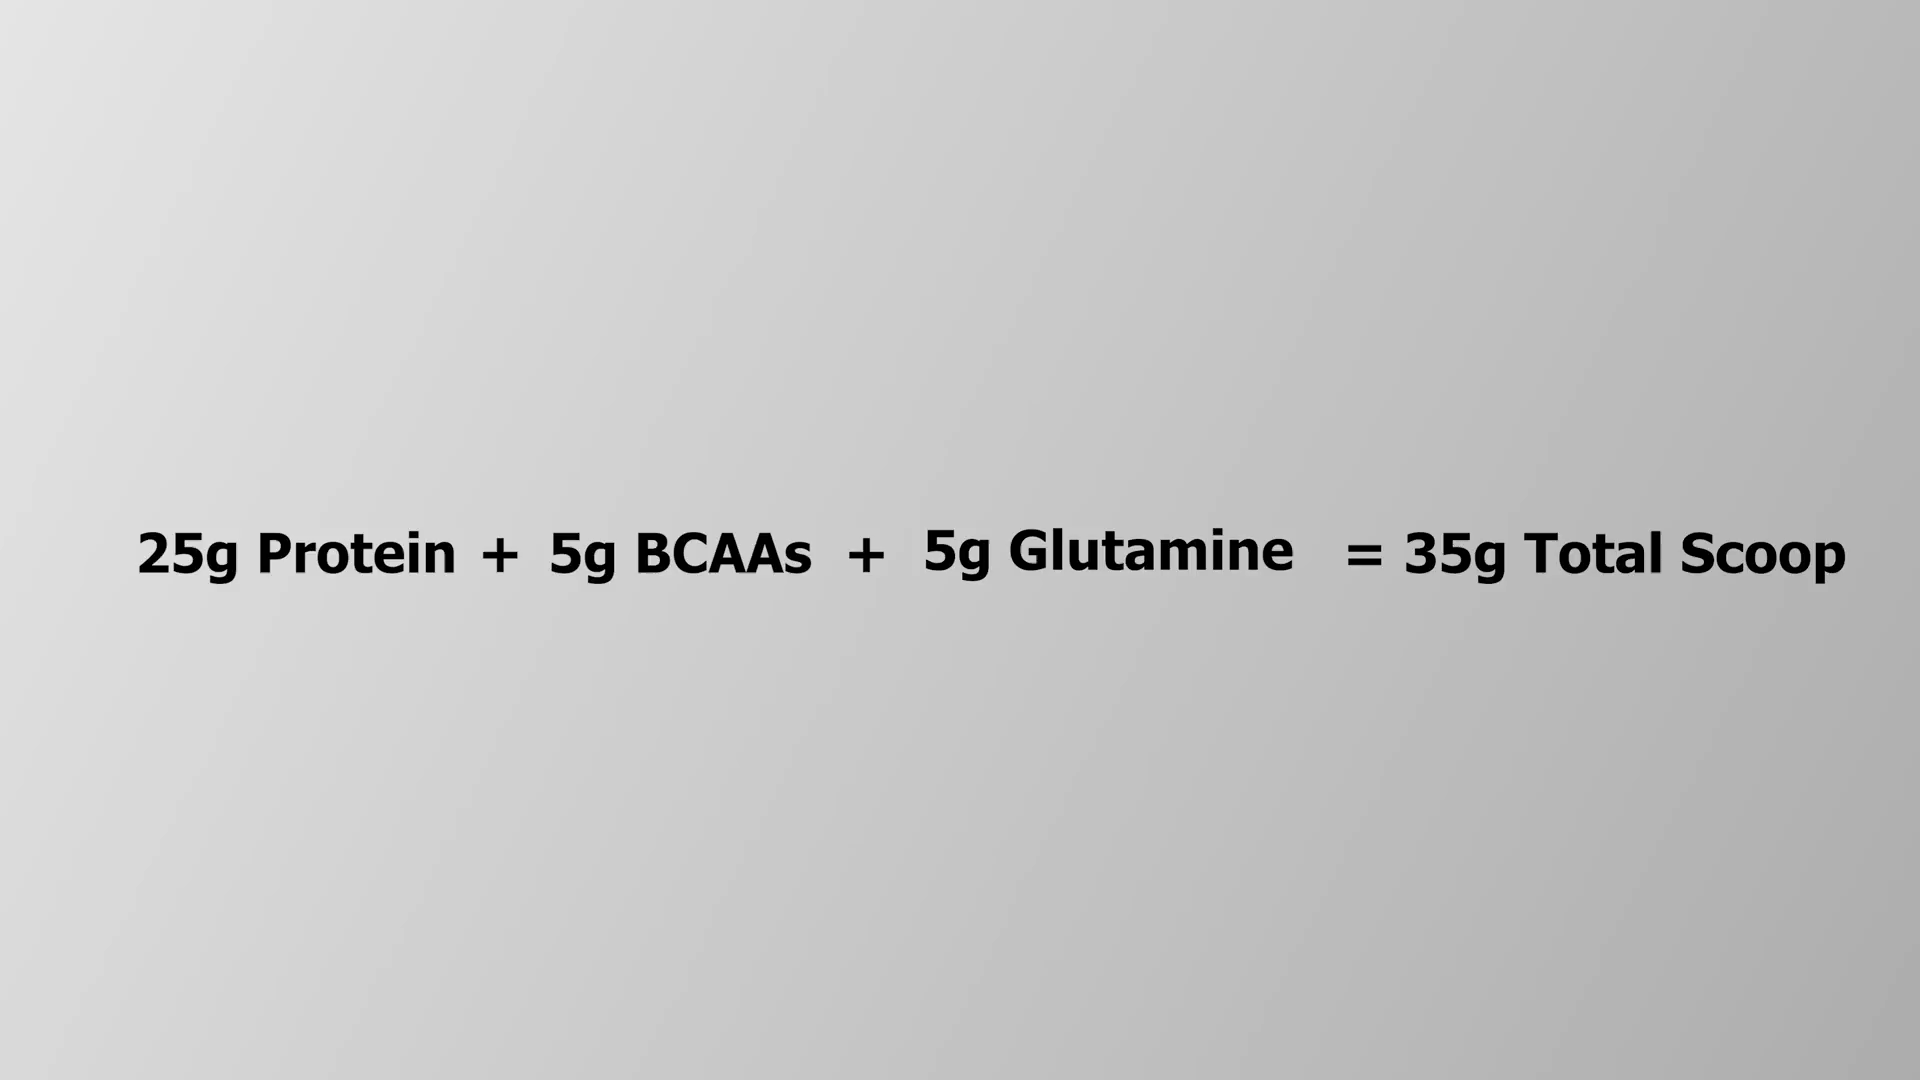 25g Protein + 5g BCAAs + 5g Glutamine = 35g Total Scoop